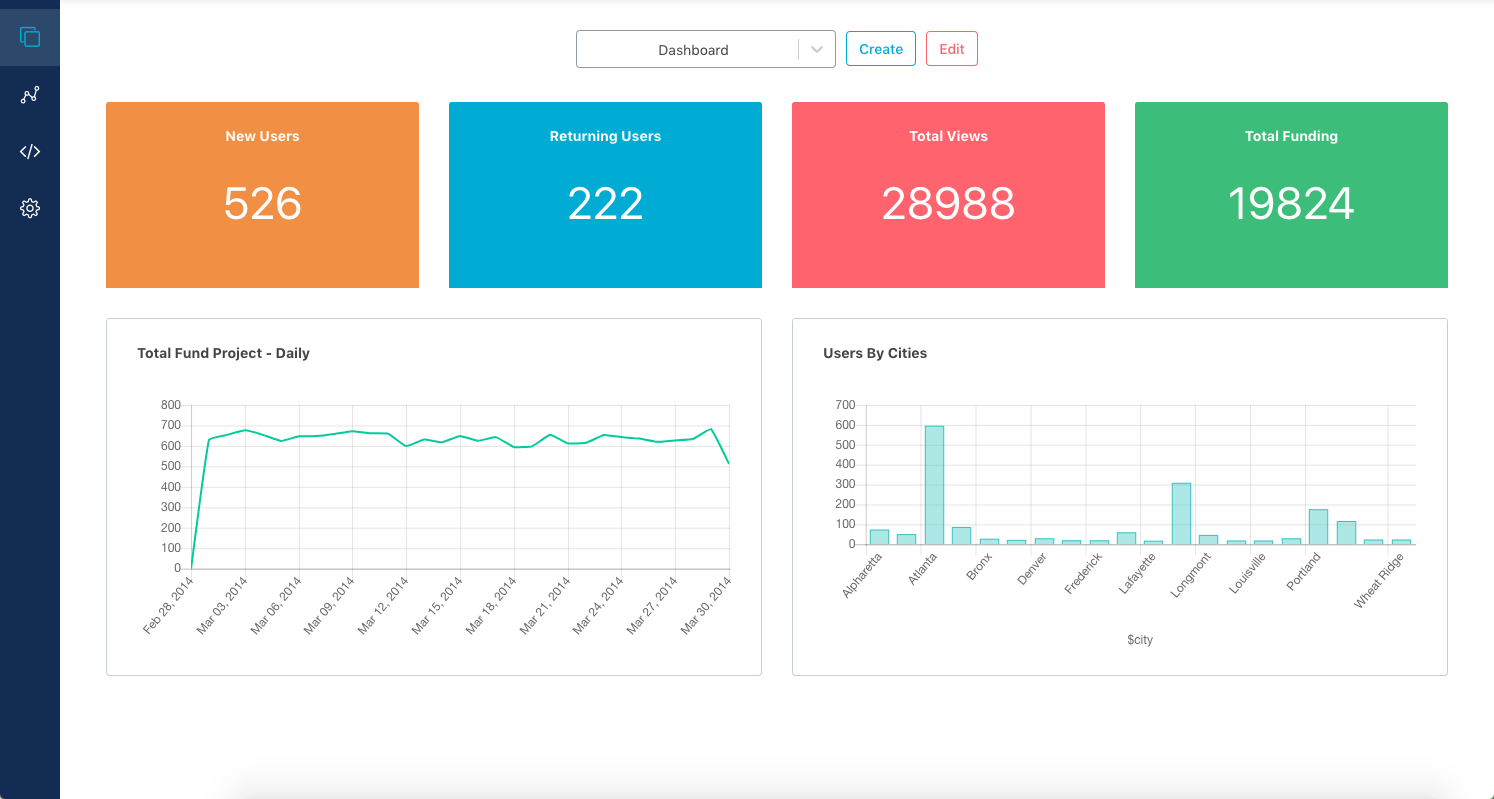 Dashboard
Create
Edit
New Users
526
Returning Users
222
Total Views
28988
Total Funding
19824
Total Fund Project - Daily
800
700
600
500
400
300
200
100
0
Feb 28, 2014
Mar 03, 2014
Mar 06, 2014
Mar 09, 2014
Mar 12, 2014
Mar 15, 2014
Mar 18, 2014
Mar 21, 2014
Mar 24, 2014
Mar 27, 2014
Mar 30, 2014
Users By Cities
700
600
500
400
300
200
100
0
Alpharetta
Atlanta
Bronx
Denver
Frederick
Lafayette
Longmont
Louisville
Portland
Wheat Ridge
$city